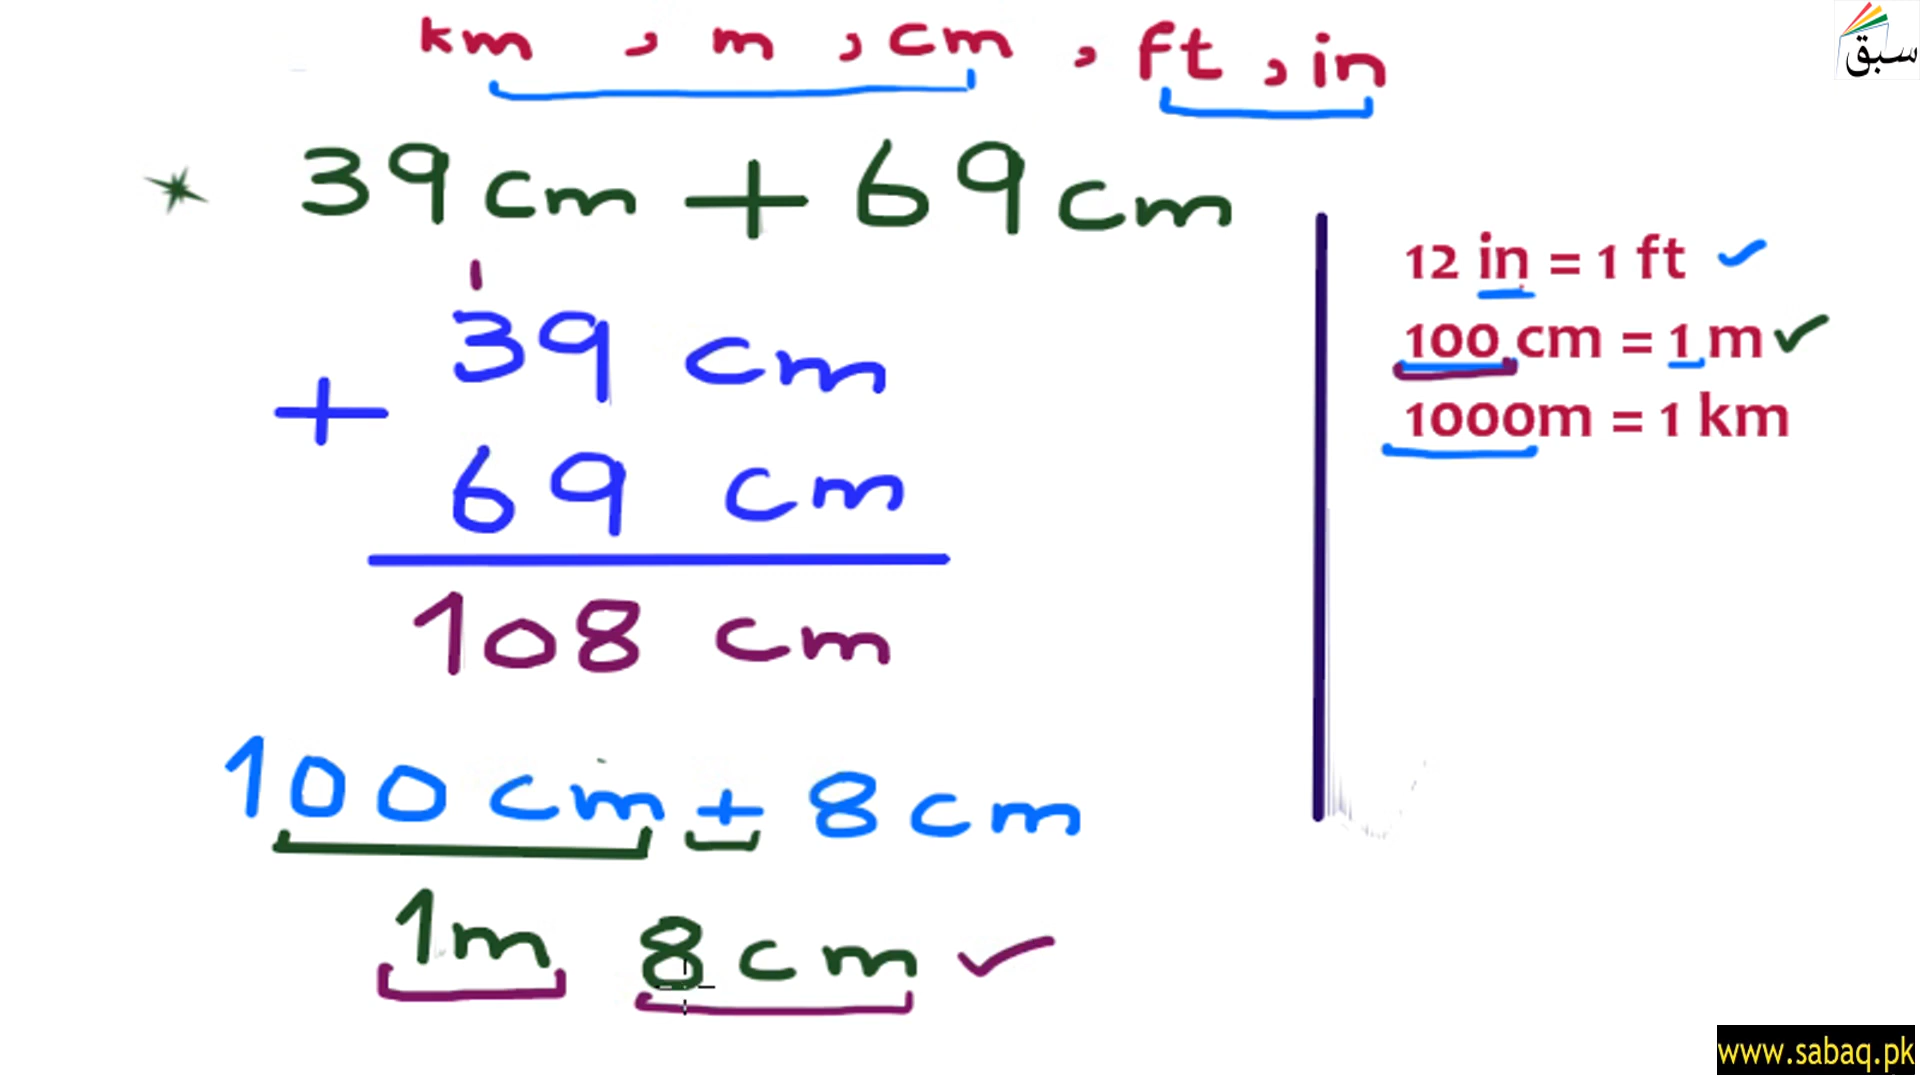 km , m , cm , ft , in
سبق
* 39 cm + 69 cm
1
39 cm
+
69 cm
108 cm
100 cm + 8 cm
1m 8 cm ✓
12 in = 1 ft ✓
100 cm = 1 m ✓
1000m = 1 km
www.sabaq.pk